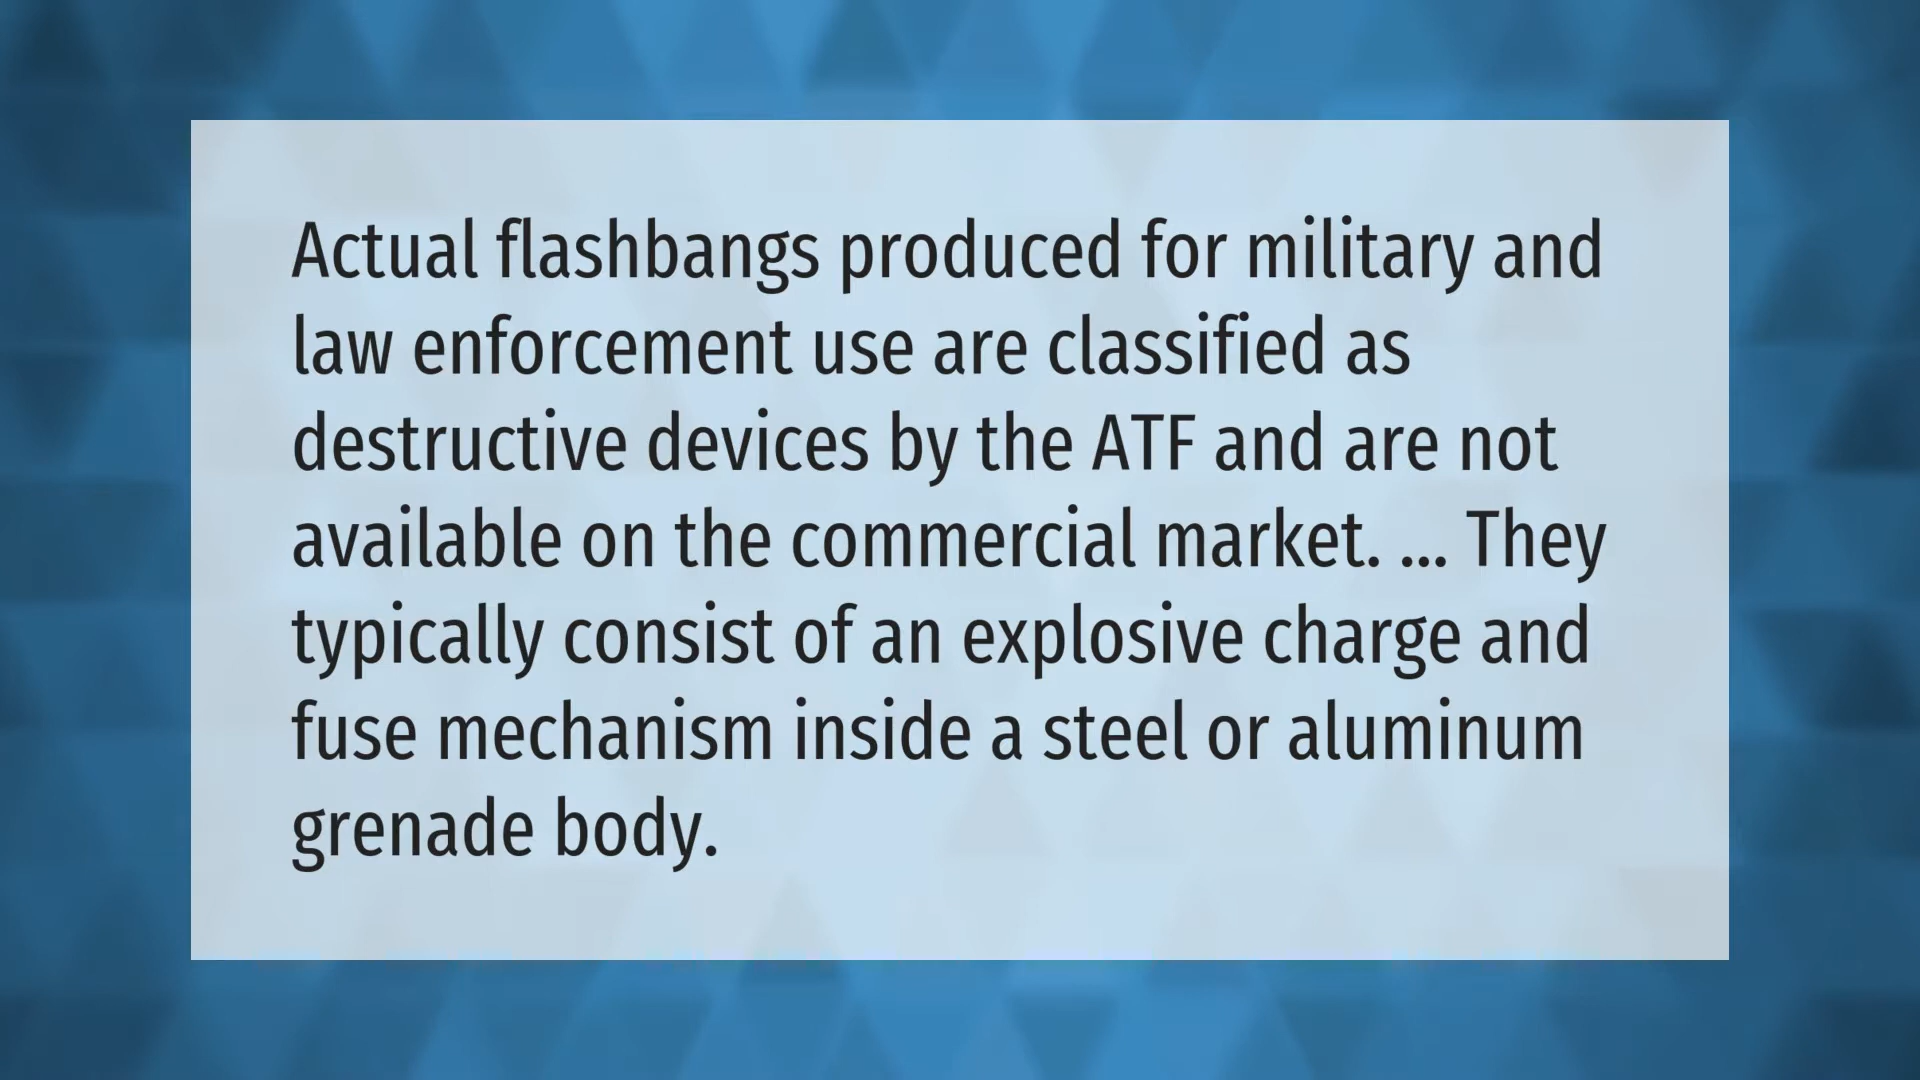 Actual flashbangs produced for military and
law enforcement use are classified as
destructive devices by the ATF and are not
available on the commercial market. ... They
typically consist of an explosive charge and
fuse mechanism inside a steel or aluminum
grenade body.